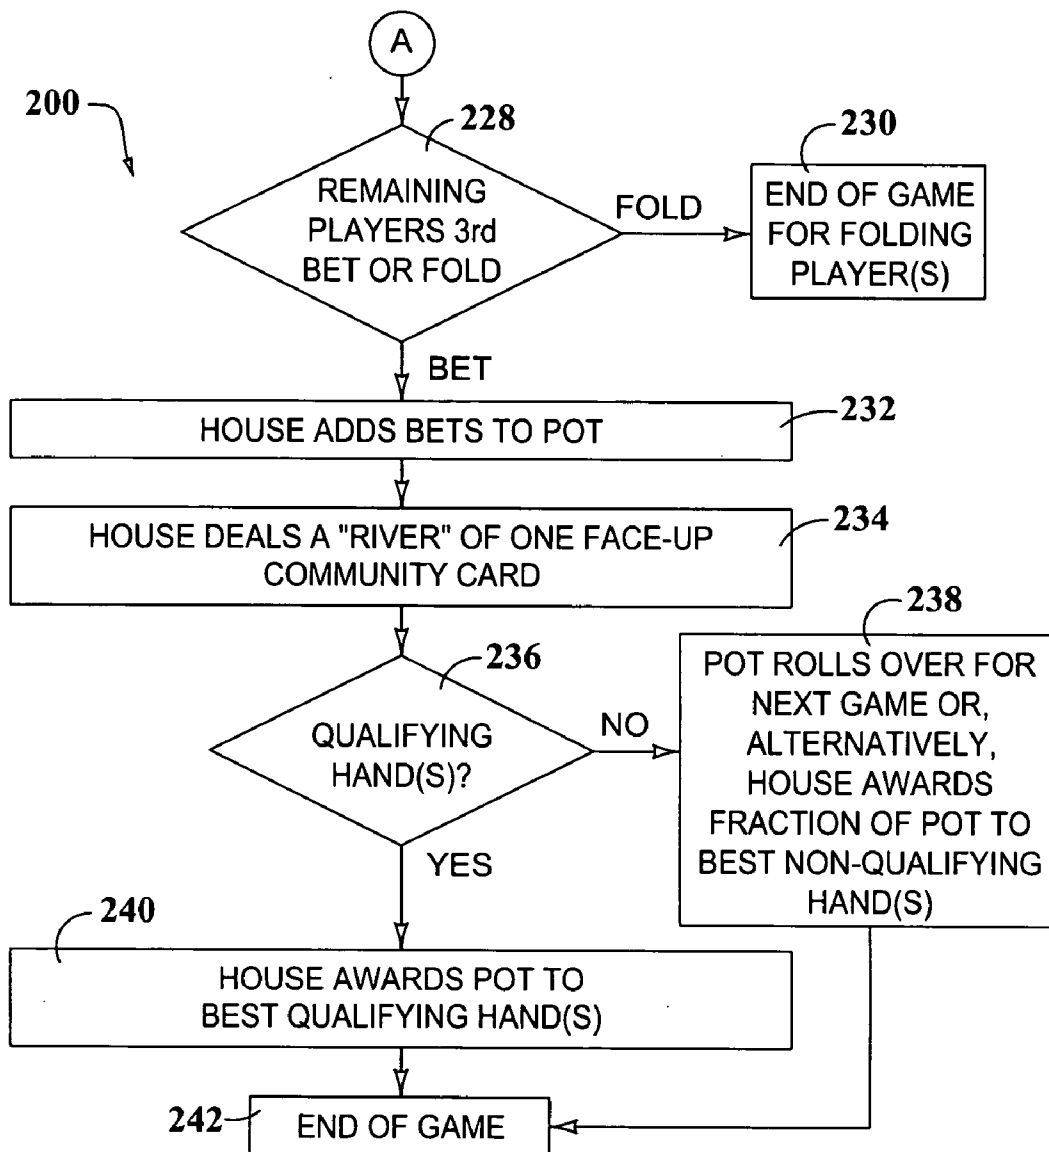 A
200
228
REMAINING
PLAYERS 3rd
BET OR FOLD
FOLD
230
END OF GAME
FOR FOLDING
PLAYER(S)
BET
232
HOUSE ADDS BETS TO POT
234
HOUSE DEALS A "RIVER" OF ONE FACE-UP
COMMUNITY CARD
236
QUALIFYING
HAND(S)?
NO
238
POT ROLLS OVER FOR
NEXT GAME OR,
ALTERNATIVELY,
HOUSE AWARDS
FRACTION OF POT TO
BEST NON-QUALIFYING
HAND(S)
YES
240
HOUSE AWARDS POT TO
BEST QUALIFYING HAND(S)
242
END OF GAME